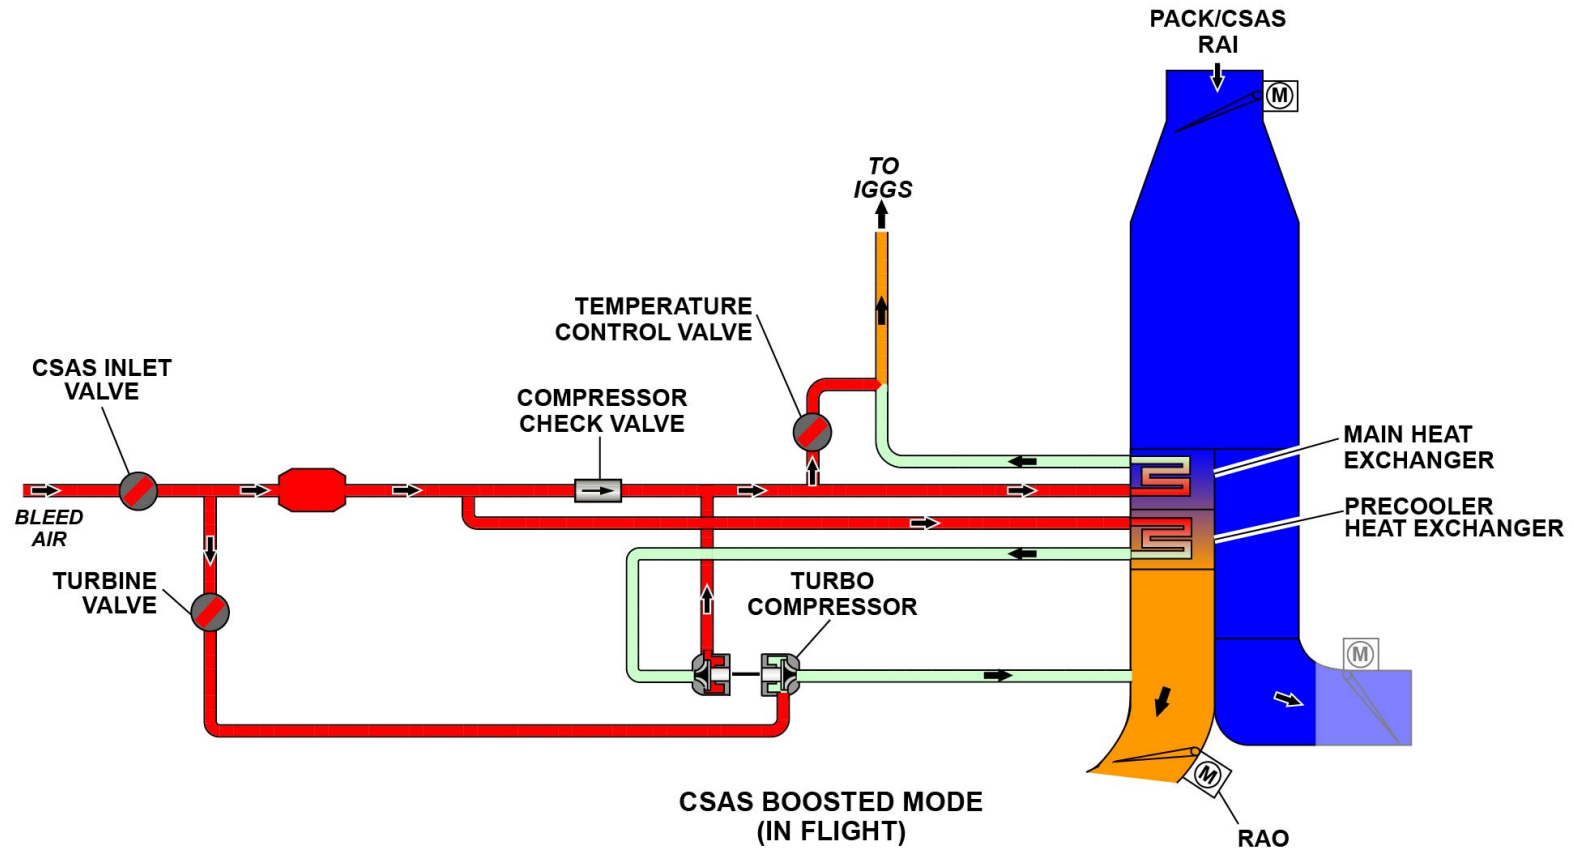 PACK/CSAS
RAI
M
TO
IGGS
TEMPERATURE
CONTROL VALVE
CSAS INLET
VALVE
COMPRESSOR
CHECK VALVE
MAIN HEAT
EXCHANGER
PRECOOLER
HEAT EXCHANGER
BLEED
AIR
TURBINE
VALVE
TURBO
COMPRESSOR
M
M
CSAS BOOSTED MODE
(IN FLIGHT)
RAO